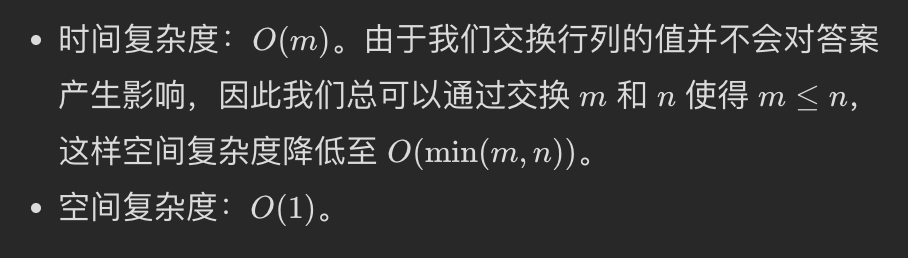 • 时间复杂度：O(m)。由于我们交换行列的值并不会对答案
产生影响，因此我们总可以通过交换 m 和 n 使得 m ≤ n，
这样空间复杂度降低至 O(min(m, n))。
• 空间复杂度：O(1)。